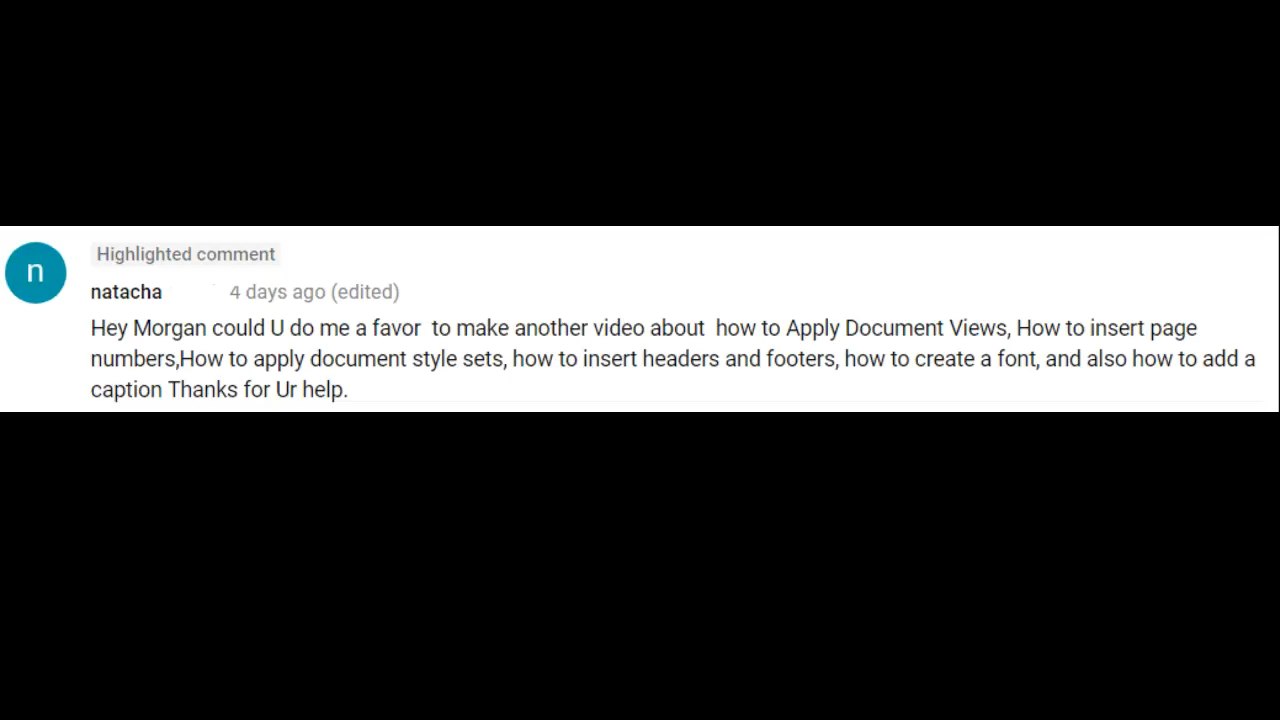 Highlighted comment
n
natacha 4 days ago (edited)
Hey Morgan could U do me a favor  to make another video about  how to Apply Document Views, How to insert page
numbers,How to apply document style sets, how to insert headers and footers, how to create a font, and also how to add a
caption Thanks for Ur help.